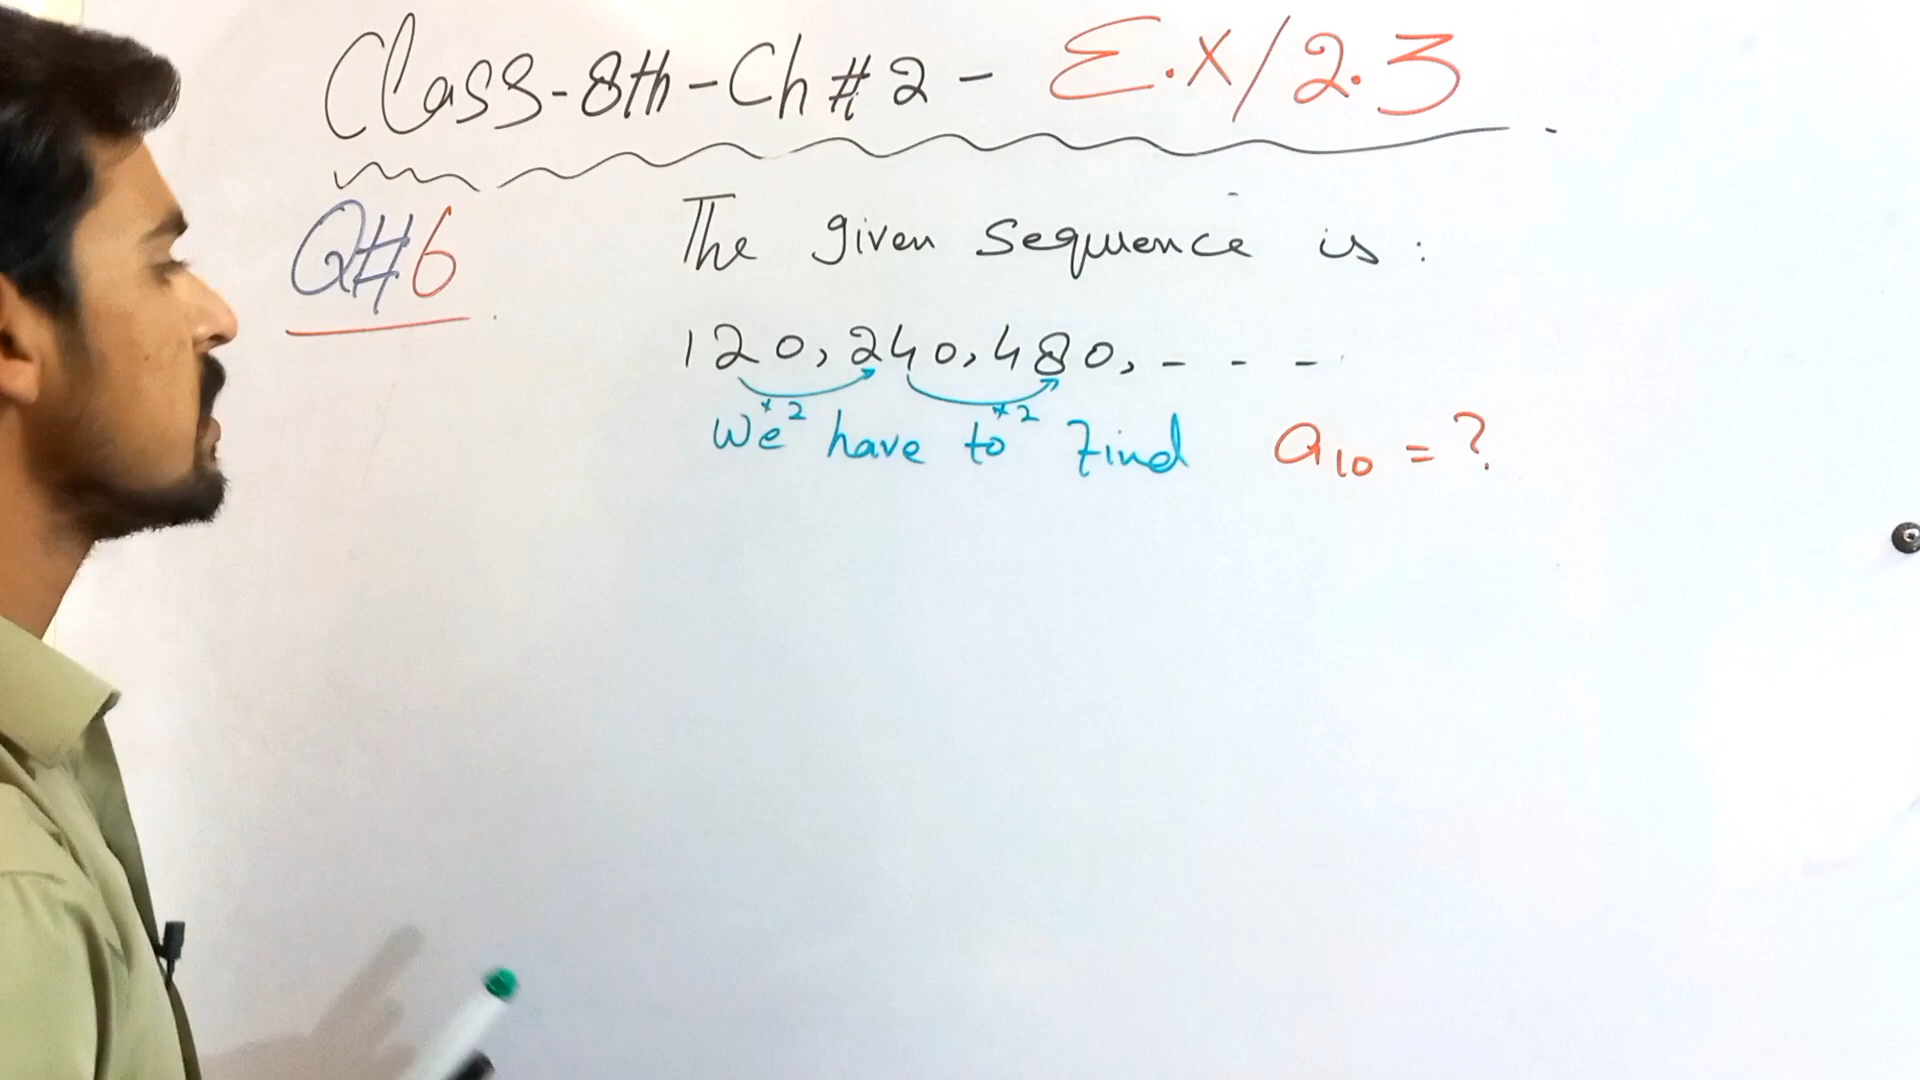 Class-8th-Ch#2-Ex/2.3
Q#6
The given sequence is:
120, 240, 480, - - -
×2 ×2
We have to find a10 = ?